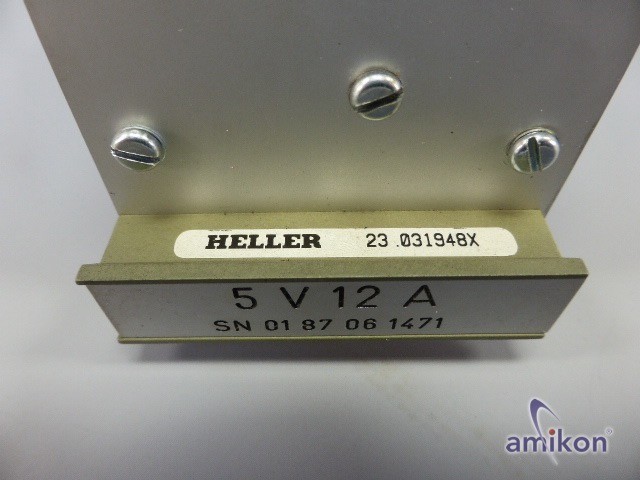 HELLER 23.031948X
5 V 12 A
SN 01 87 06 1471
amikon®